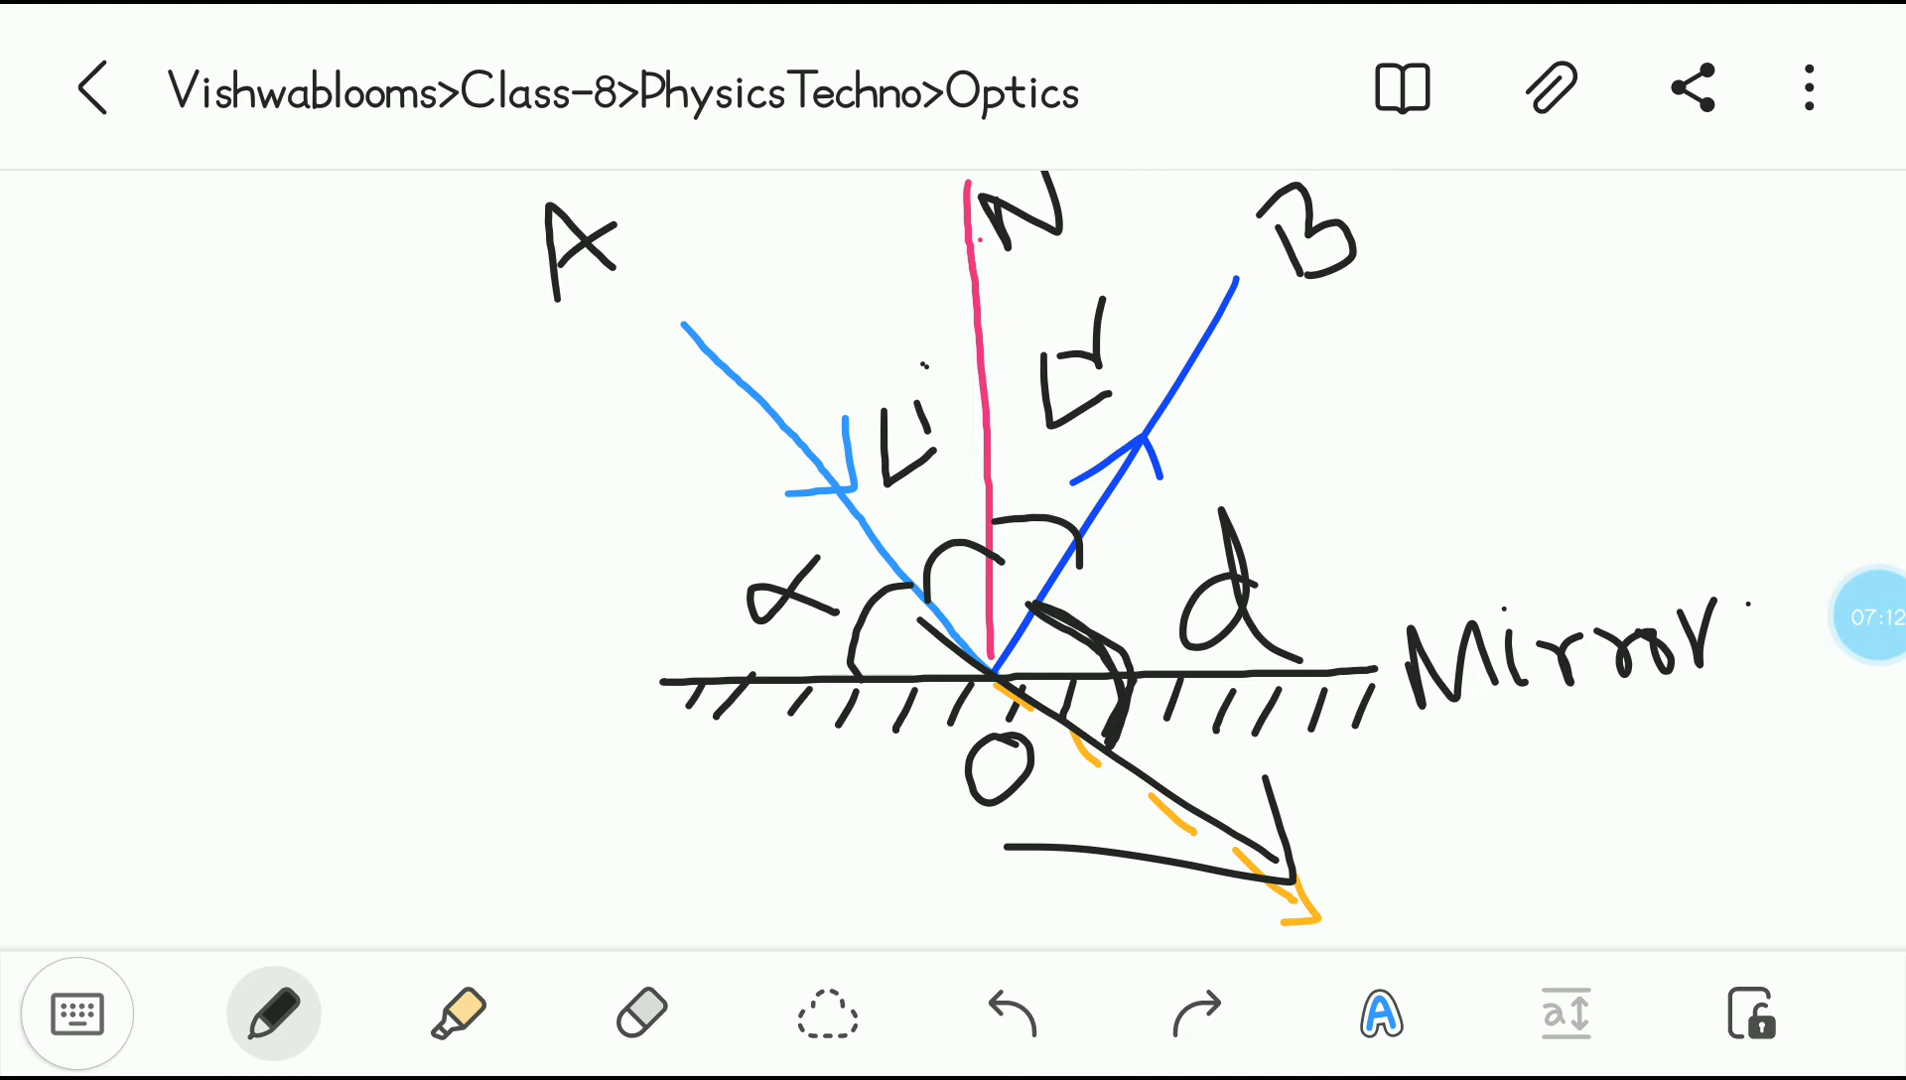 Vishwablooms>Class-8>PhysicsTechno>Optics
A
N
B
∠i
∠r
α
d
Mirror
O
07:12
A
a